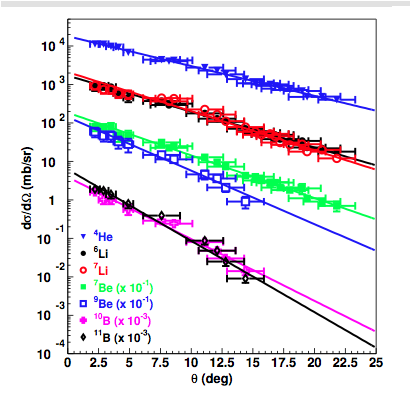 dσ/dΩ (mb/sr)
10^4
10^3
10^2
10
1
10^-1
10^-2
10^-3
10^-4
^4He
^6Li
^7Li
^7Be (x 10^-1)
^9Be (x 10^-1)
^10B (x 10^-3)
^11B (x 10^-3)
0 2.5 5 7.5 10 12.5 15 17.5 20 22.5 25
θ (deg)